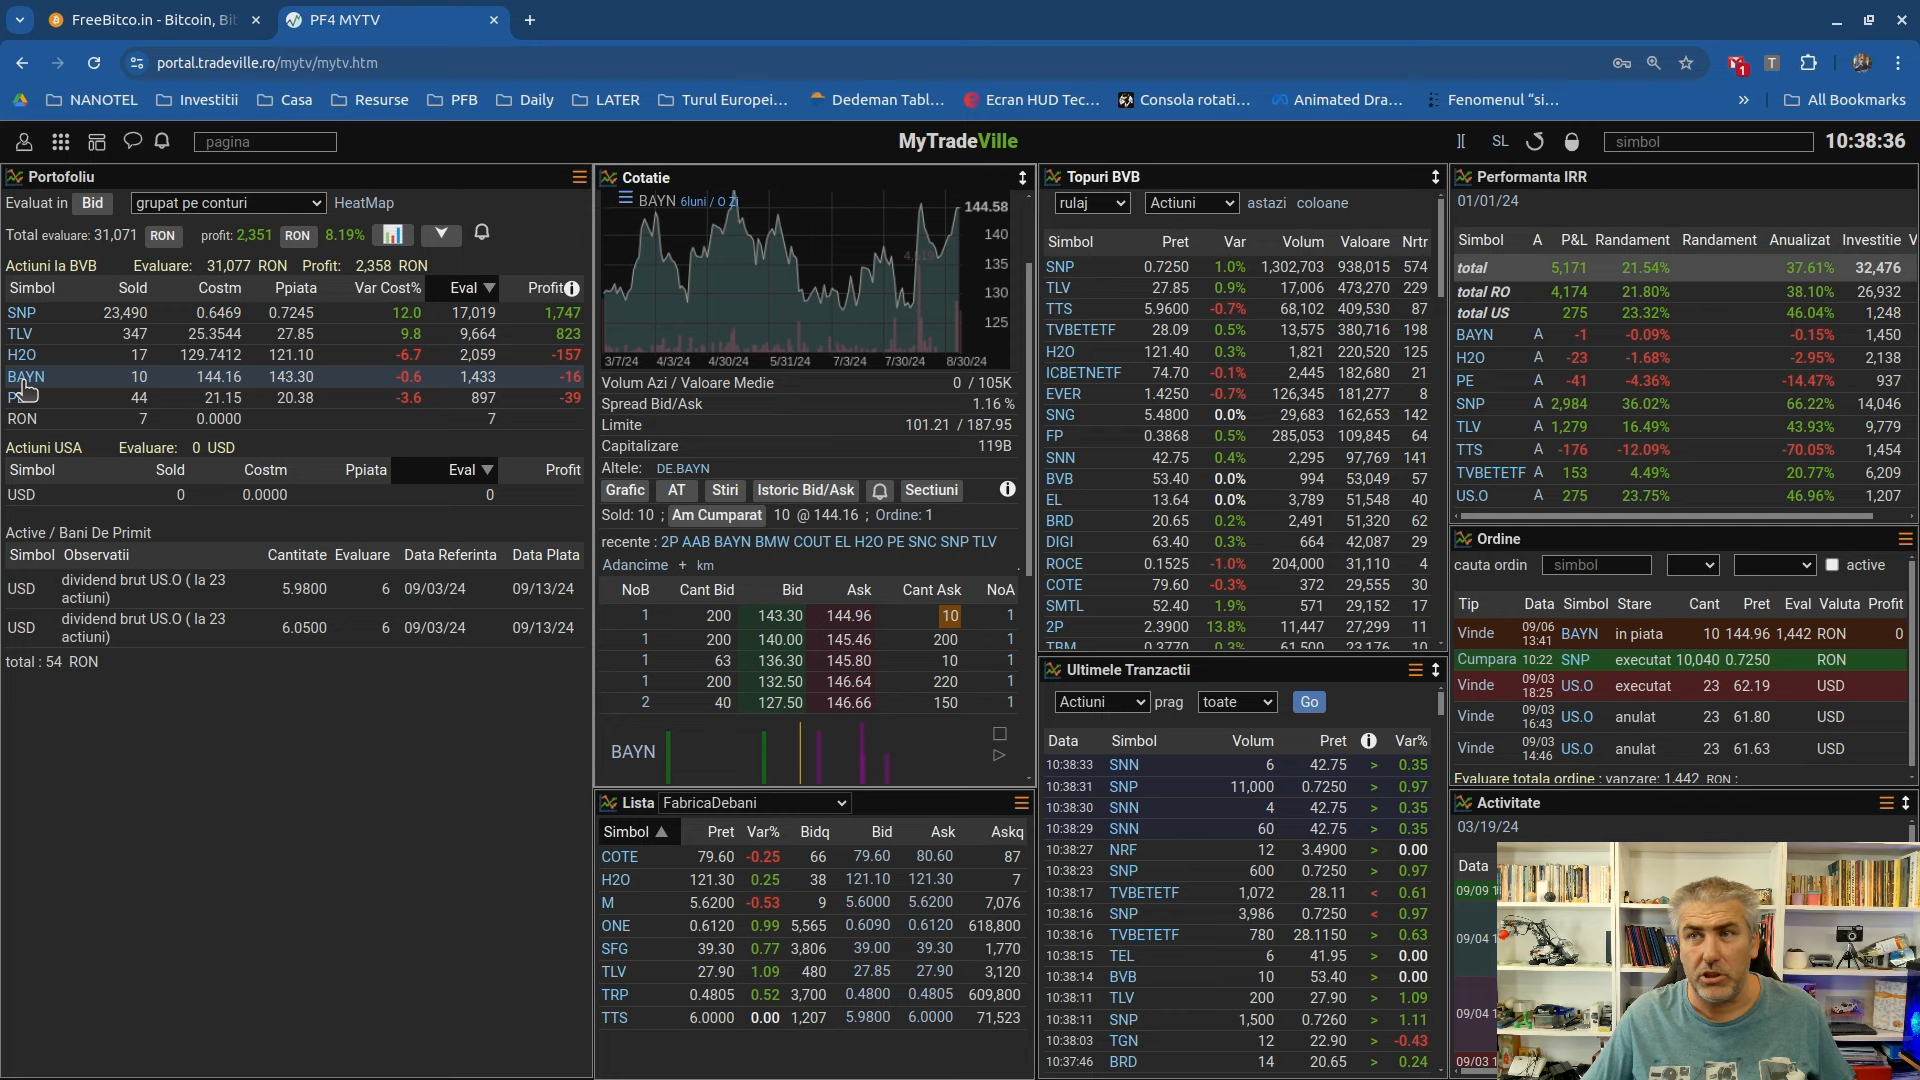 FreeBitco.in - Bitcoin, Bit
PF4 MYTV
portal.tradeville.ro/mytv/mytv.htm
1
T
NANOTEL Investitii Casa Resurse PFB Daily LATER Turul Europei... Dedeman Tabl... Ecran HUD Tec... Consola rotati... Animated Dra... Fenomenul “si... » All Bookmarks
pagina
MyTradeVille
][ SL simbol 10:38:36
Portofoliu
Evaluat in Bid grupat pe conturi HeatMap
Total evaluare: 31,071 RON profit: 2,351 RON 8.19%
Actiuni la BVB Evaluare: 31,077 RON Profit: 2,358 RON
Simbol Sold Costm Ppiata Var Cost% Eval ▼ Profit
SNP 23,490 0.6469 0.7245 12.0 17,019 1,747
TLV 347 25.3544 27.85 9.8 9,664 823
H2O 17 129.7412 121.10 -6.7 2,059 -157
BAYN 10 144.16 143.30 -0.6 1,433 -16
44 21.15 20.38 -3.6 897 -39
RON 7 0.0000 7
Actiuni USA Evaluare: 0 USD
Simbol Sold Costm Ppiata Eval ▼ Profit
USD 0 0.0000 0
Active / Bani De Primit
Simbol Observatii Cantitate Evaluare Data Referinta Data Plata
USD dividend brut US.O ( la 23 actiuni) 5.9800 6 09/03/24 09/13/24
USD dividend brut US.O ( la 23 actiuni) 6.0500 6 09/03/24 09/13/24
total : 54 RON
Cotatie
BAYN 6luni / O Zi
144.58
140
135
130
125
3/7/24 4/3/24 4/30/24 5/31/24 7/3/24 7/30/24 8/30/24
Volum Azi / Valoare Medie 0 / 105K
Spread Bid/Ask 1.16 %
Limite 101.21 / 187.95
Capitalizare 119B
Altele: DE.BAYN
Grafic AT Stiri Istoric Bid/Ask Sectiuni
Sold: 10 ; Am Cumparat 10 @ 144.16 ; Ordine: 1
recente : 2P AAB BAYN BMW COUT EL H2O PE SNC SNP TLV
Adancime + km
NoB Cant Bid Bid Ask Cant Ask NoA
1 200 143.30 144.96 10 1
1 200 140.00 145.46 200 1
1 63 136.30 145.80 10 1
1 200 132.50 146.64 220 1
2 40 127.50 146.66 150 1
BAYN
Lista FabricaDebani
Simbol ▲ Pret Var% Bidq Bid Ask Askq
COTE 79.60 -0.25 66 79.60 80.60 87
H2O 121.30 0.25 38 121.10 121.30 7
M 5.6200 -0.53 9 5.6000 5.6200 7,076
ONE 0.6120 0.99 5,565 0.6090 0.6120 618,800
SFG 39.30 0.77 3,806 39.00 39.30 1,770
TLV 27.90 1.09 480 27.85 27.90 3,120
TRP 0.4805 0.52 3,700 0.4800 0.4805 609,800
TTS 6.0000 0.00 1,207 5.9800 6.0000 71,523
Topuri BVB
rulaj Actiuni astazi coloane
Simbol Pret Var Volum Valoare Nrtr
SNP 0.7250 1.0% 1,302,703 938,015 574
TLV 27.85 0.9% 17,006 473,270 229
TTS 5.9600 -0.7% 68,102 409,530 87
TVBETETF 28.09 0.5% 13,575 380,716 198
H2O 121.40 0.3% 1,821 220,520 125
ICBETNETF 74.70 -0.1% 2,445 182,680 21
EVER 1.4250 -0.7% 126,345 181,277 8
SNG 5.4800 0.0% 29,683 162,653 142
FP 0.3868 0.5% 285,053 109,845 64
SNN 42.75 0.4% 2,295 97,769 141
BVB 53.40 0.0% 994 53,049 57
EL 13.64 0.0% 3,789 51,548 40
BRD 20.65 0.2% 2,491 51,320 62
DIGI 63.40 0.3% 664 42,087 29
ROCE 0.1525 -1.0% 204,000 31,110 4
COTE 79.60 -0.3% 372 29,555 30
SMTL 52.40 1.9% 571 29,152 17
2P 2.3900 13.8% 11,447 27,299 11
TBM 0.3770 0.3% 61,500 23,176 10
Ultimele Tranzactii
Actiuni prag toate Go
Data Simbol Volum Pret Var%
10:38:33 SNN 6 42.75 > 0.35
10:38:31 SNP 11,000 0.7250 > 0.97
10:38:30 SNN 4 42.75 > 0.35
10:38:29 SNN 60 42.75 > 0.35
10:38:27 NRF 12 3.4900 > 0.00
10:38:23 SNP 600 0.7250 > 0.97
10:38:17 TVBETETF 1,072 28.11 < 0.61
10:38:16 SNP 3,986 0.7250 < 0.97
10:38:16 TVBETETF 780 28.1150 > 0.63
10:38:15 TEL 6 41.95 > 0.00
10:38:14 BVB 10 53.40 > 0.00
10:38:11 TLV 200 27.90 > 1.09
10:38:11 SNP 1,500 0.7260 > 1.11
10:38:03 TGN 12 22.90 > -0.43
10:37:46 BRD 14 20.65 > 0.24
Performanta IRR
01/01/24
Simbol A P&L Randament Randament Anualizat Investitie V
total 5,171 21.54% 37.61% 32,476
total RO 4,174 21.80% 38.10% 26,932
total US 275 23.32% 46.04% 1,248
BAYN A -1 -0.09% -0.15% 1,450
H2O A -23 -1.68% -2.95% 2,138
PE A -41 -4.36% -14.47% 937
SNP A 2,984 36.02% 66.22% 14,046
TLV A 1,279 16.49% 43.93% 9,779
TTS A -176 -12.09% -70.05% 1,454
TVBETETF A 153 4.49% 20.77% 6,209
US.O A 275 23.75% 46.96% 1,207
Ordine
cauta ordin simbol active
Tip Data Simbol Stare Cant Pret Eval Valuta Profit
Vinde 09/06 13:41 BAYN in piata 10 144.96 1,442 RON 0
Cumpara 10:22 SNP executat 10,040 0.7250 RON
Vinde 09/03 18:25 US.O executat 23 62.19 USD
Vinde 09/03 16:43 US.O anulat 23 61.80 USD
Vinde 09/03 14:46 US.O anulat 23 61.63 USD
Evaluare totala ordine : vanzare: 1,442 RON ;
Activitate
03/19/24
Data
09/09 1
09/04 1
09/04 1
09/03 1